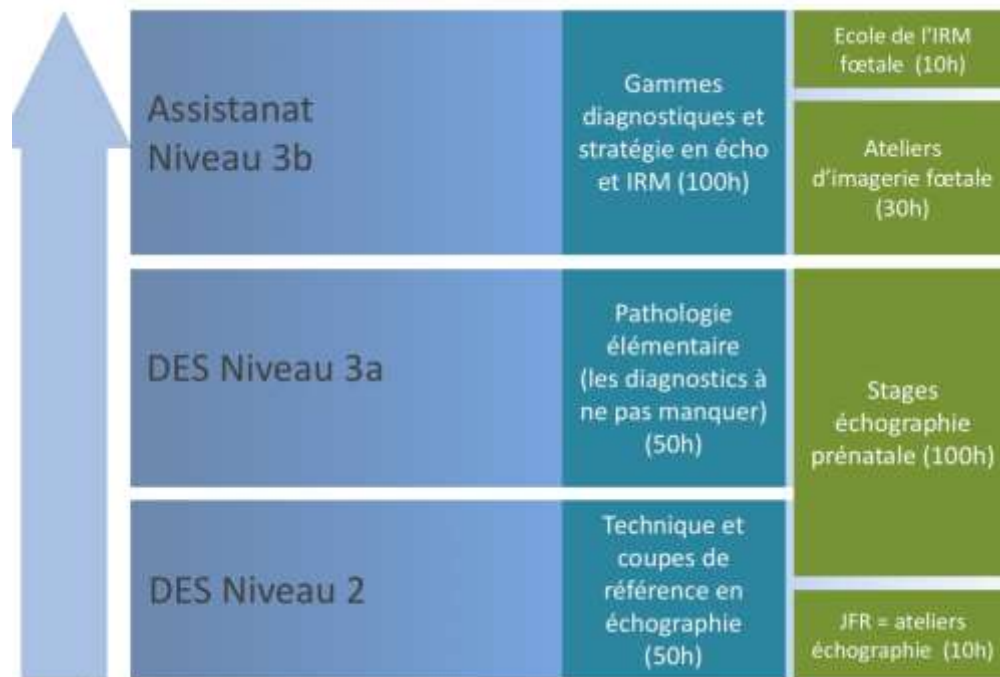 Assistanat
Niveau 3b
Gammes
diagnostiques et
stratégie en écho
et IRM (100h)
Ecole de l'IRM
fœtale (10h)
Ateliers
d'imagerie fœtale
(30h)
DES Niveau 3a
Pathologie
élémentaire
(les diagnostics à
ne pas manquer)
(50h)
Stages
échographie
prénatale (100h)
DES Niveau 2
Technique et
coupes de
référence en
échographie
(50h)
JFR = ateliers
échographie (10h)